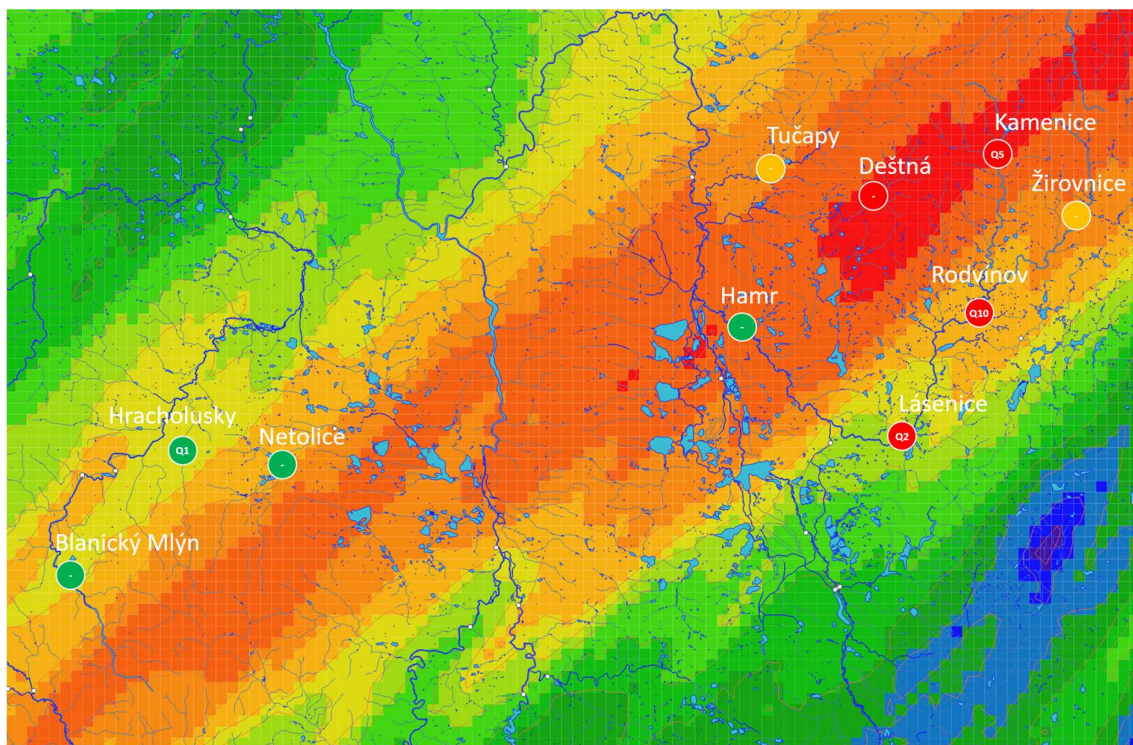 Kamenice
Q5
Tučapy
-
Deštná
-
Žirovnice
-
Rodvínov
Q10
Hamr
-
Lásenice
Q2
Hracholusky
Q1
Netolice
-
Blanický Mlýn
-